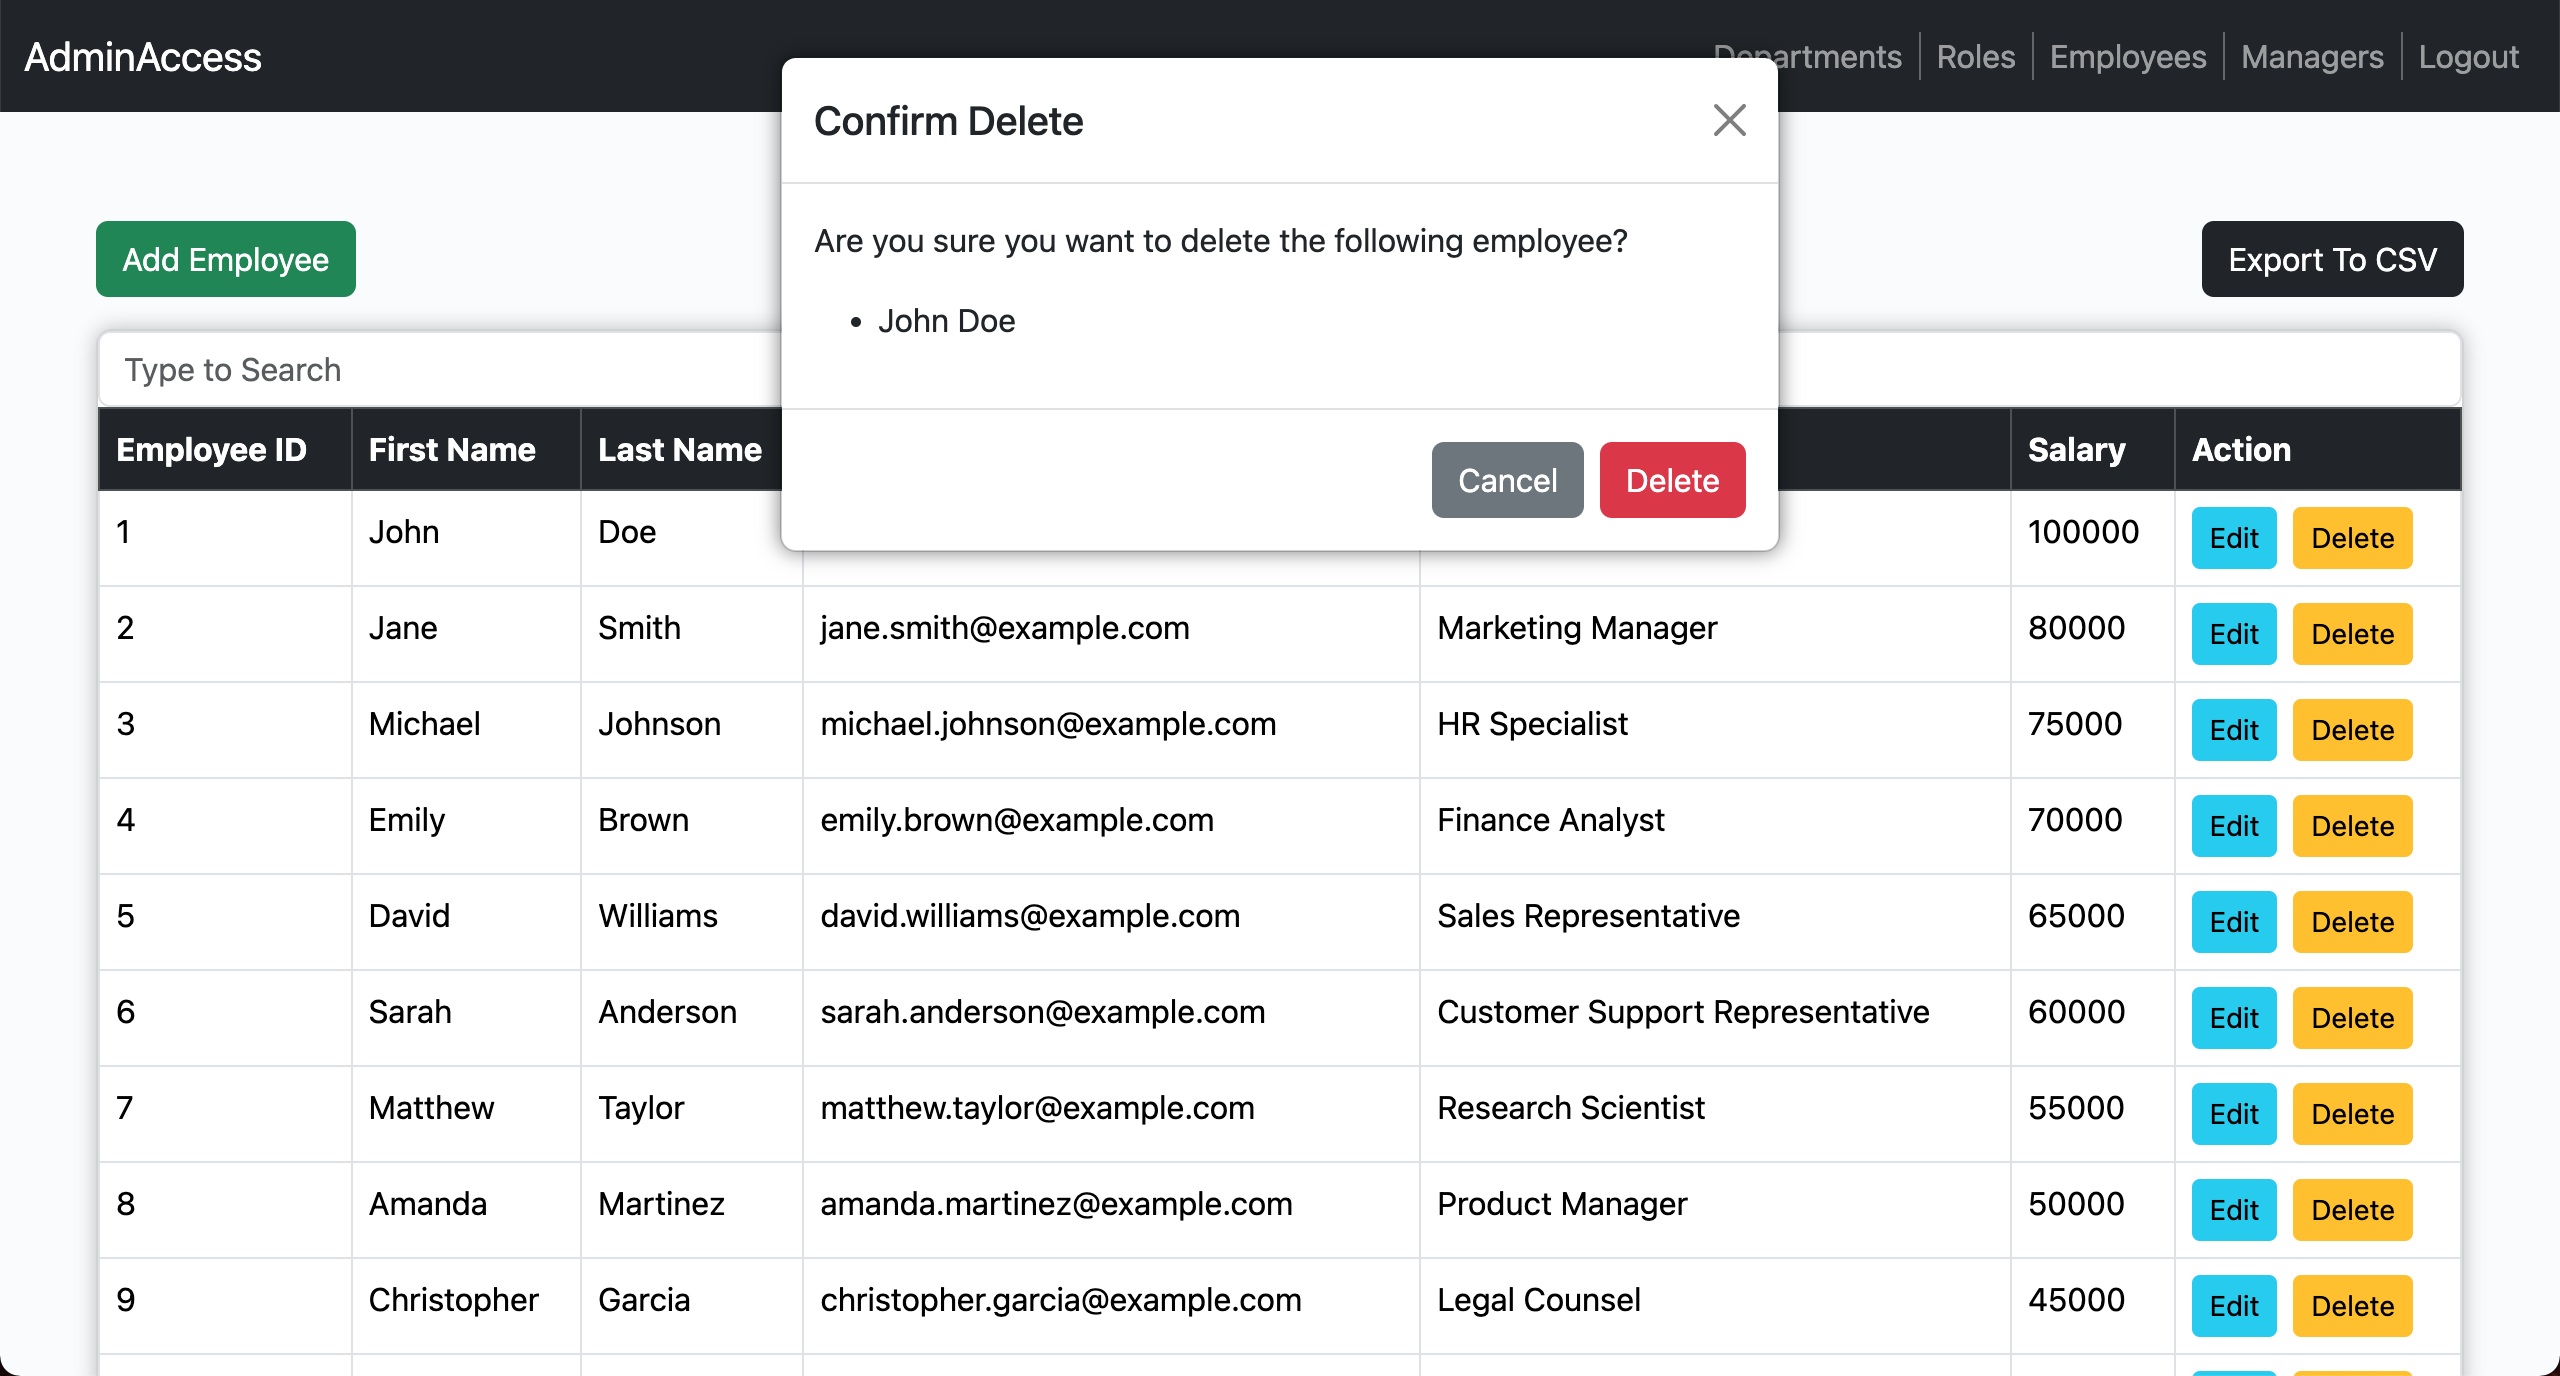 AdminAccess
Departments Roles Employees Managers Logout
Confirm Delete
Are you sure you want to delete the following employee?
• John Doe
Cancel Delete
Add Employee
Export To CSV
Type to Search
Employee ID First Name Last Name Salary Action
1 John Doe 100000 Edit Delete
2 Jane Smith jane.smith@example.com Marketing Manager 80000 Edit Delete
3 Michael Johnson michael.johnson@example.com HR Specialist 75000 Edit Delete
4 Emily Brown emily.brown@example.com Finance Analyst 70000 Edit Delete
5 David Williams david.williams@example.com Sales Representative 65000 Edit Delete
6 Sarah Anderson sarah.anderson@example.com Customer Support Representative 60000 Edit Delete
7 Matthew Taylor matthew.taylor@example.com Research Scientist 55000 Edit Delete
8 Amanda Martinez amanda.martinez@example.com Product Manager 50000 Edit Delete
9 Christopher Garcia christopher.garcia@example.com Legal Counsel 45000 Edit Delete